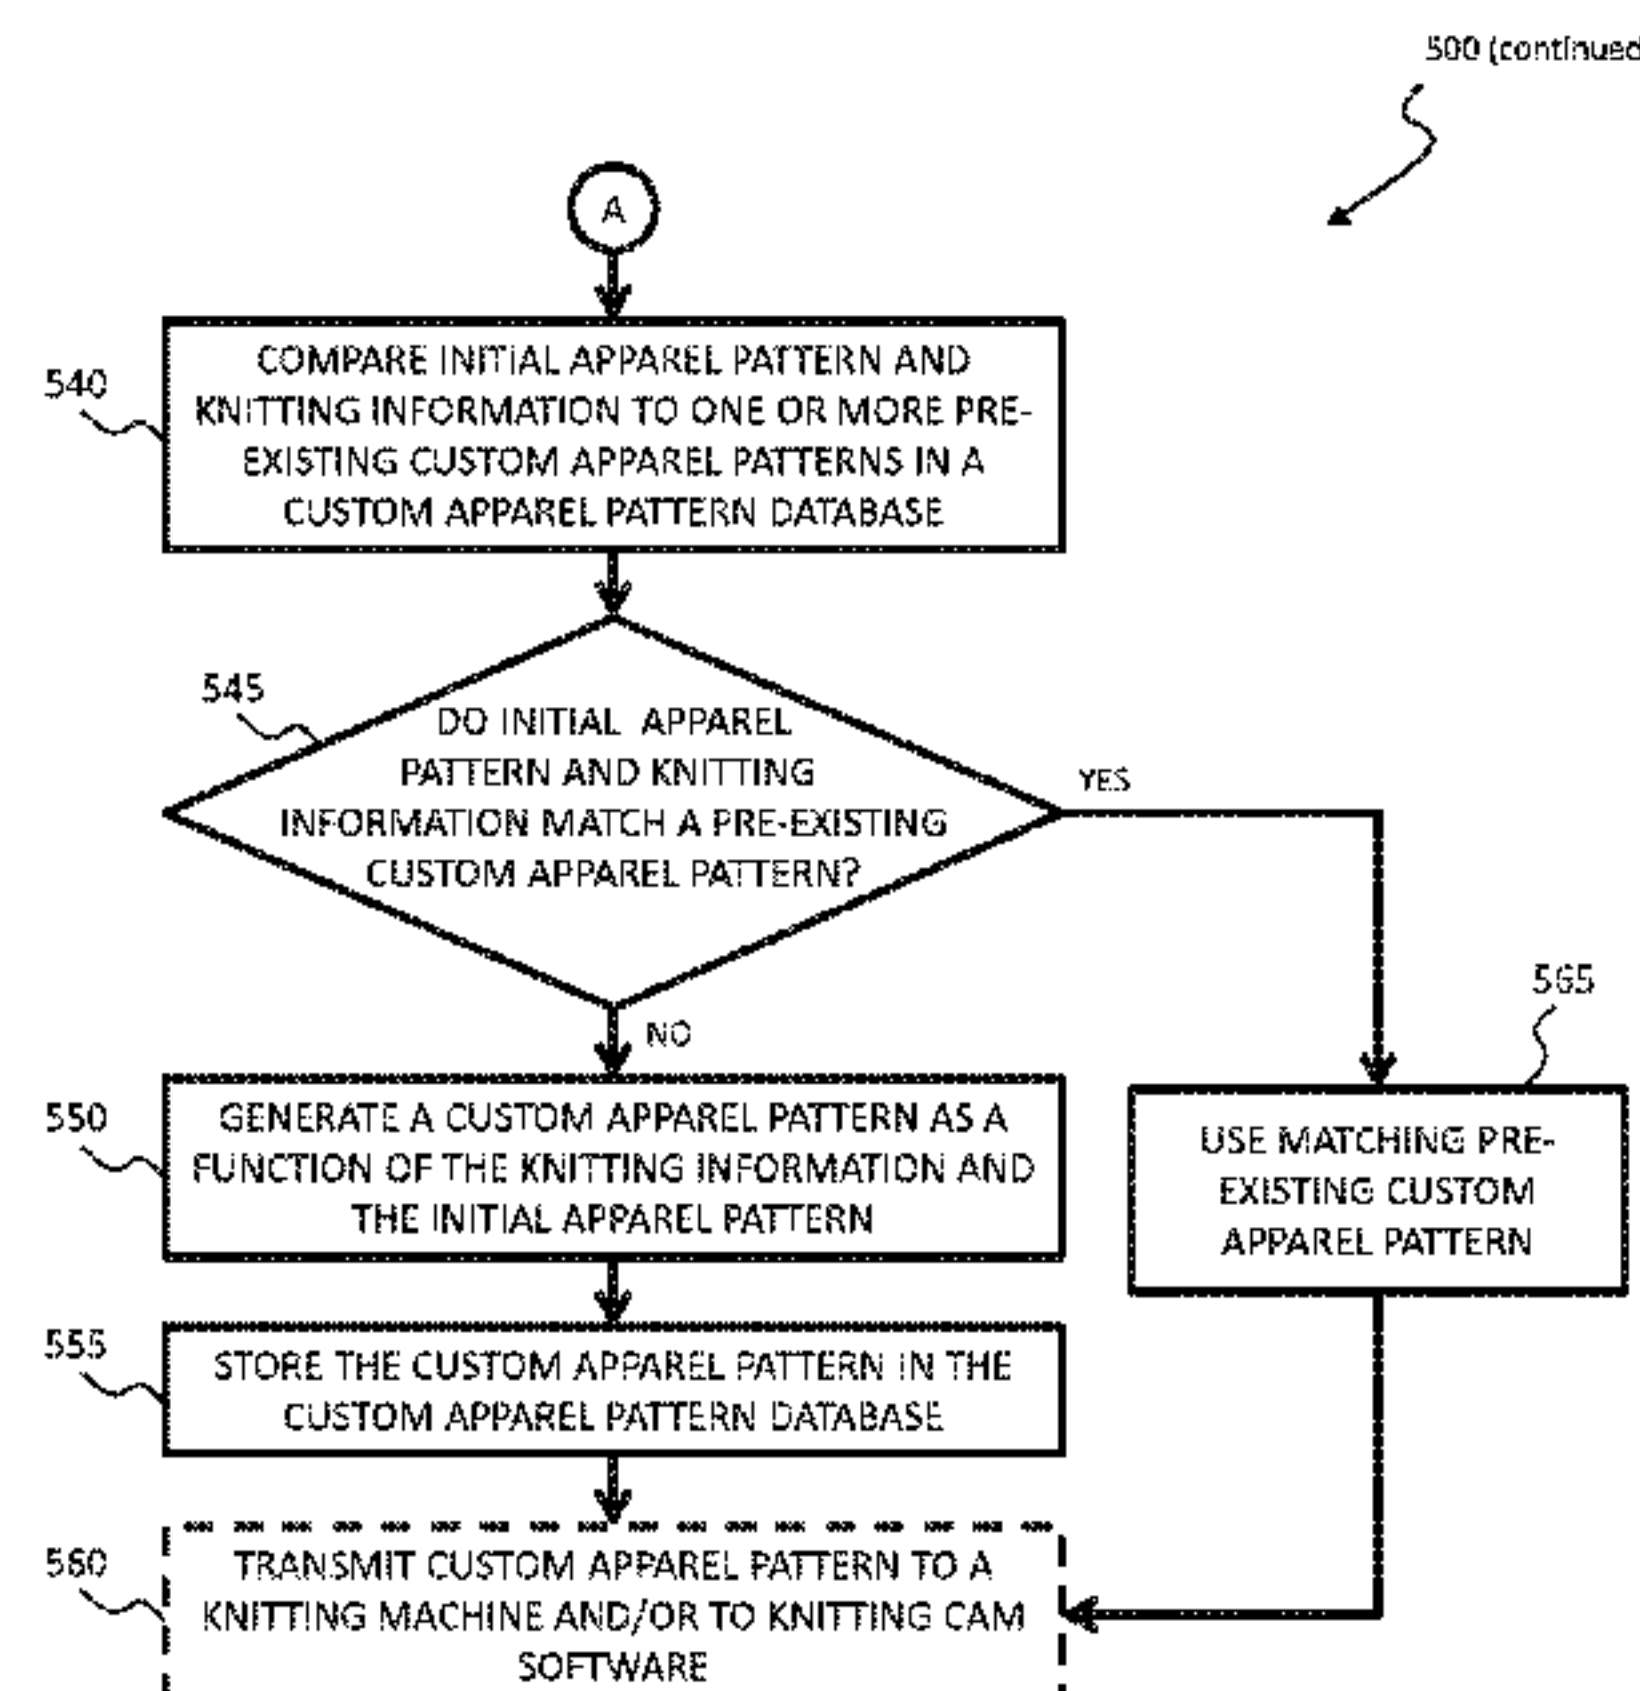 500 (continued
A
540
COMPARE INITIAL APPAREL PATTERN AND
KNITTING INFORMATION TO ONE OR MORE PRE-
EXISTING CUSTOM APPAREL PATTERNS IN A
CUSTOM APPAREL PATTERN DATABASE
545
DO INITIAL APPAREL
PATTERN AND KNITTING
INFORMATION MATCH A PRE-EXISTING
CUSTOM APPAREL PATTERN?
YES
NO
565
USE MATCHING PRE-
EXISTING CUSTOM
APPAREL PATTERN
550
GENERATE A CUSTOM APPAREL PATTERN AS A
FUNCTION OF THE KNITTING INFORMATION AND
THE INITIAL APPAREL PATTERN
555
STORE THE CUSTOM APPAREL PATTERN IN THE
CUSTOM APPAREL PATTERN DATABASE
560
TRANSMIT CUSTOM APPAREL PATTERN TO A
KNITTING MACHINE AND/OR TO KNITTING CAM
SOFTWARE